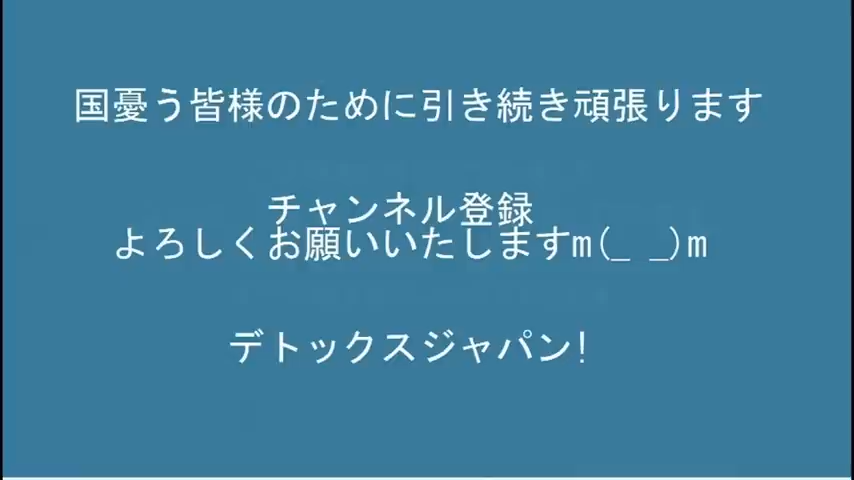 国憂う皆様のために引き続き頑張ります
チャンネル登録
よろしくお願いいたしますm(_ _)m
デトックスジャパン!